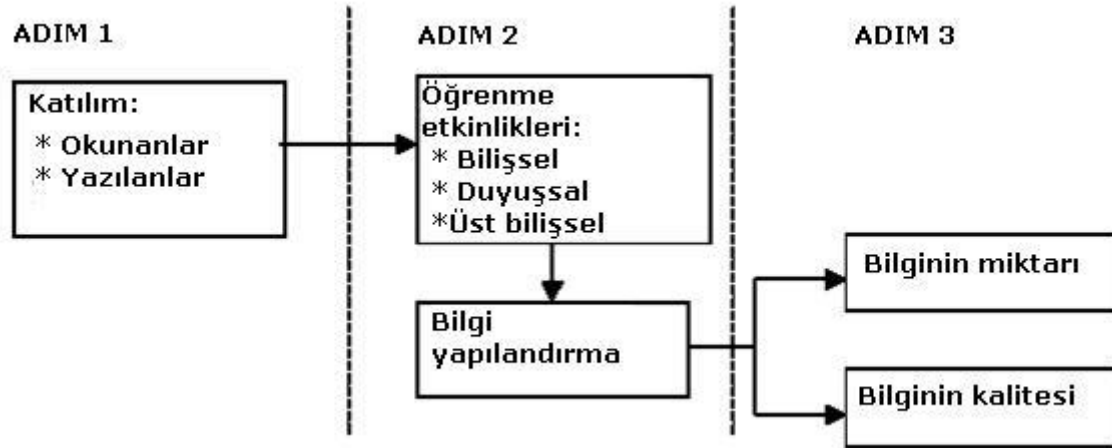 ADIM 1
Katılım:
* Okunanlar
* Yazılanlar
ADIM 2
Öğrenme
etkinlikleri:
* Bilişsel
* Duyuşsal
*Üst bilişsel
Bilgi
yapılandırma
ADIM 3
Bilginin miktarı
Bilginin kalitesi